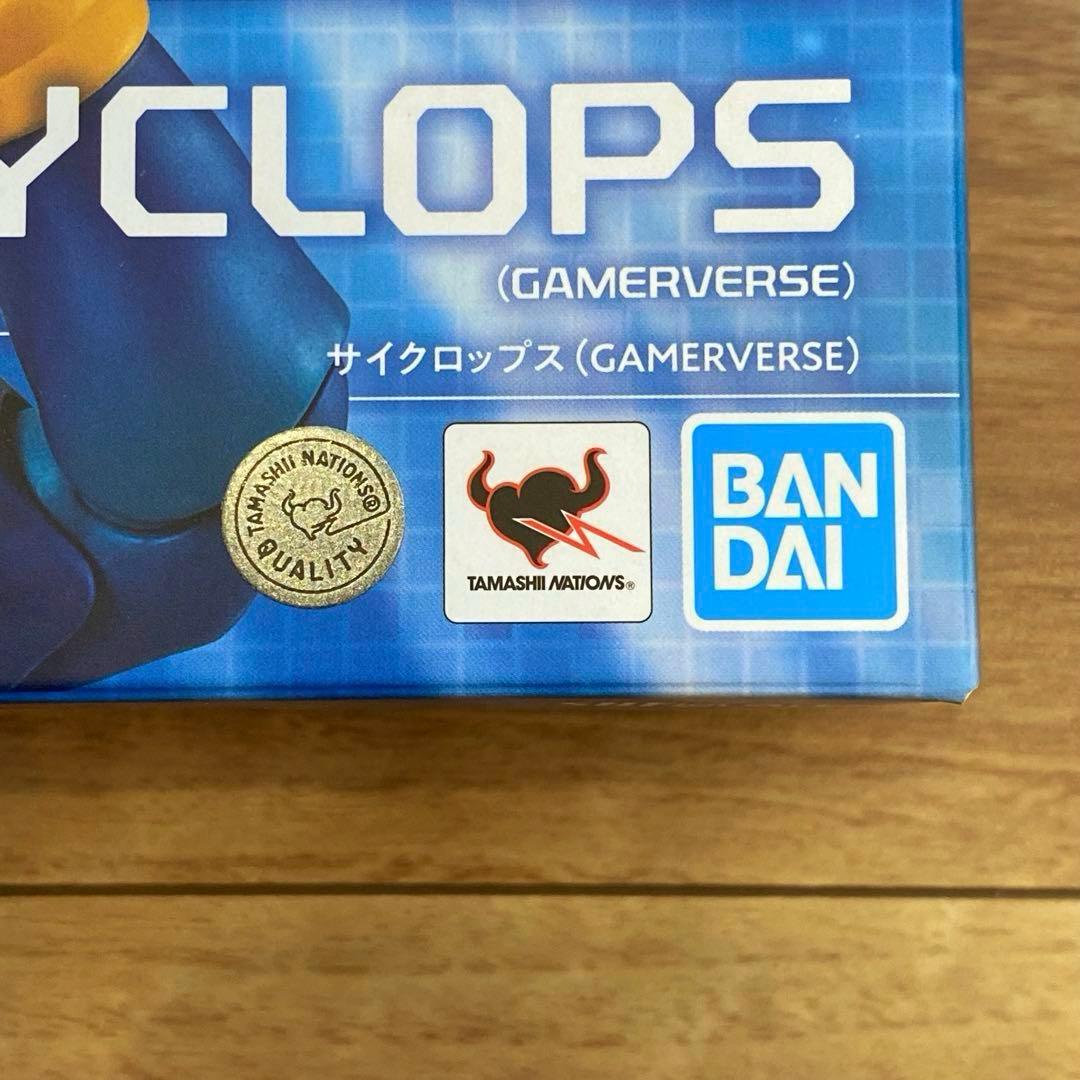 YCLOPS
(GAMERVERSE)
サイクロップス(GAMERVERSE)
TAMASHII NATIONS®
QUALITY
TAMASHII NATIONS®
BAN
DAI